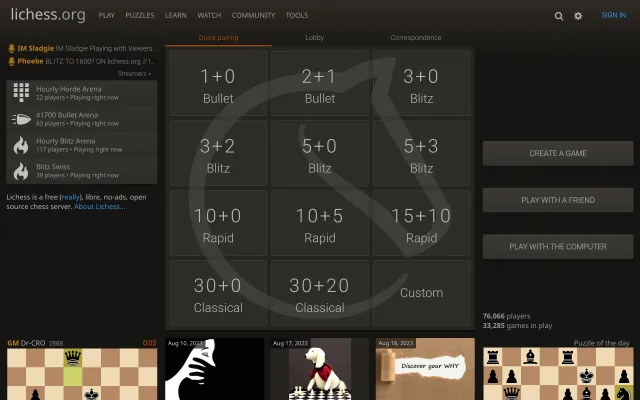 lichess.org PLAY PUZZLES LEARN WATCH COMMUNITY TOOLS SIGN IN
IM Sladgie IM Sladgie Playing with Viewers..
Phoebe BLITZ TO 1600? ON lichess org // !..
Streamers »
Hourly Horde Arena
22 players • Playing right now
≤1700 Bullet Arena
83 players • Playing right now
Hourly Blitz Arena
117 players • Playing right now
Blitz Swiss
39 players • Playing right now
Lichess is a free (really), libre, no-ads, open
source chess server. About Lichess...
Quick pairing Lobby Correspondence
1+0
Bullet
2+1
Bullet
3+0
Blitz
3+2
Blitz
5+0
Blitz
5+3
Blitz
10+0
Rapid
10+5
Rapid
15+10
Rapid
30+0
Classical
30+20
Classical
Custom
CREATE A GAME
PLAY WITH A FRIEND
PLAY WITH THE COMPUTER
76,066 players
33,285 games in play
GM Dr-CRO 2888 0:03
Aug 10, 2023
Aug 17, 2023
Aug 18, 2023
Discover your WHY
Puzzle of the day